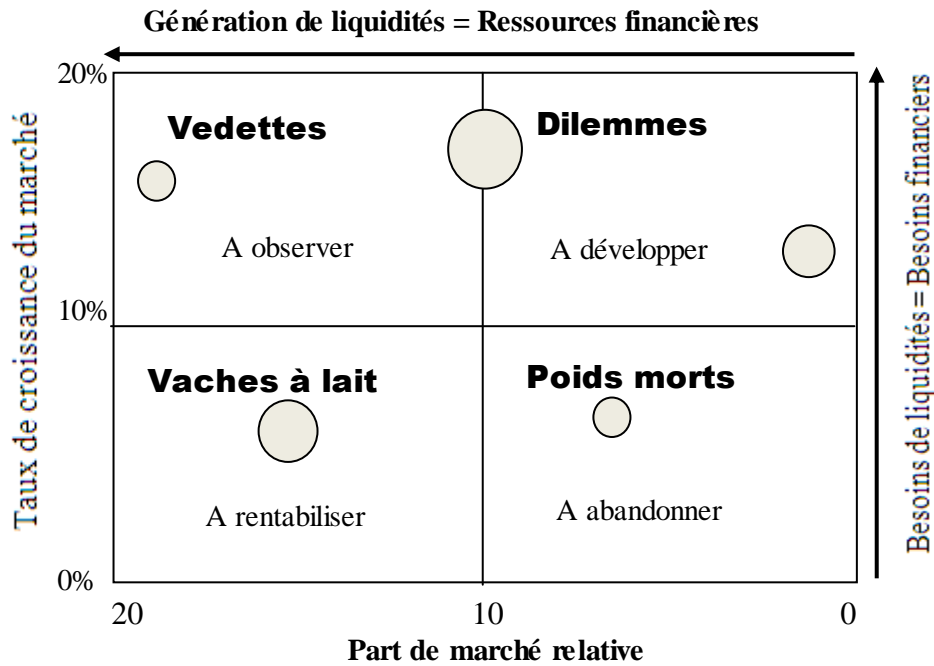 Génération de liquidités = Ressources financières
20%
Vedettes
Dilemmes
A observer
A développer
10%
Vaches à lait
Poids morts
A rentabiliser
A abandonner
0%
20
10
0
Part de marché relative
Taux de croissance du marché
Besoins de liquidités = Besoins financiers